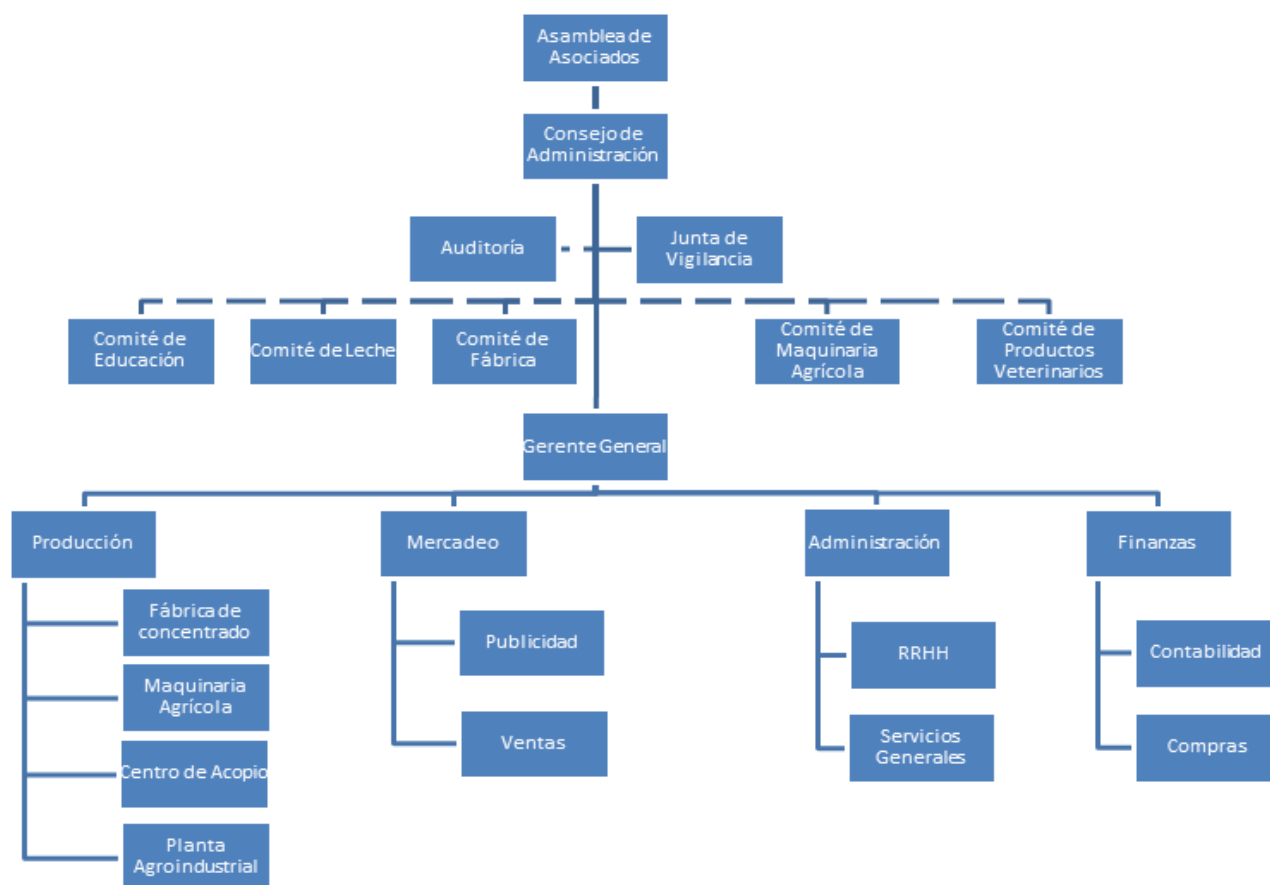 Asamblea de
Asociados
Consejo de
Administración
Auditoría
Junta de
Vigilancia
Comité de
Educación
Comité de Leche
Comité de
Fábrica
Comité de
Maquinaria
Agrícola
Comité de
Productos
Veterinarios
Gerente General
Producción
Mercadeo
Administración
Finanzas
Fábrica de
concentrado
Maquinaria
Agrícola
Centro de Acopio
Planta
Agroindustrial
Publicidad
Ventas
RRHH
Servicios
Generales
Contabilidad
Compras